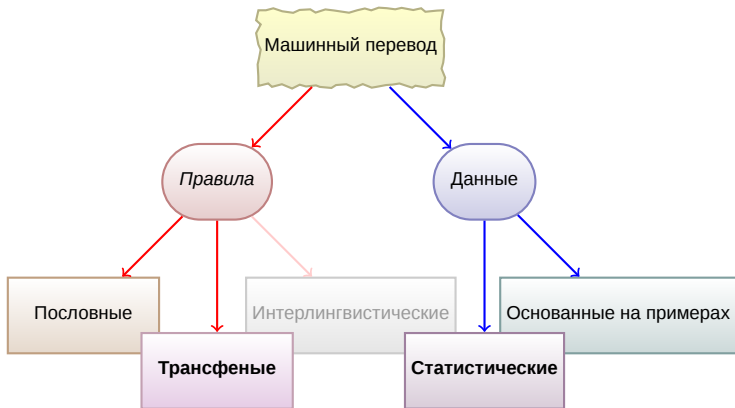 Машинный перевод
Правила
Данные
Пословные
Интерлингвистические
Основанные на примерах
Трансфеные
Статистические